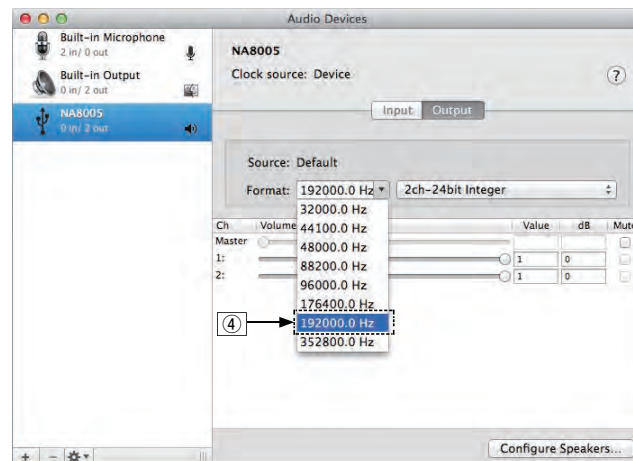 Audio Devices
Built-in Microphone
2 in/ 0 out
Built-in Output
0 in/ 2 out
NA8005
0 in/ 2 out
NA8005
Clock source: Device
?
Input Output
Source: Default
Format: 192000.0 Hz 2ch-24bit Integer
32000.0 Hz
44100.0 Hz
48000.0 Hz
88200.0 Hz
96000.0 Hz
176400.0 Hz
192000.0 Hz
352800.0 Hz
Ch Volume Value dB Mute
Master
1: 1 0
2: 1 0
④
+ −
Configure Speakers...